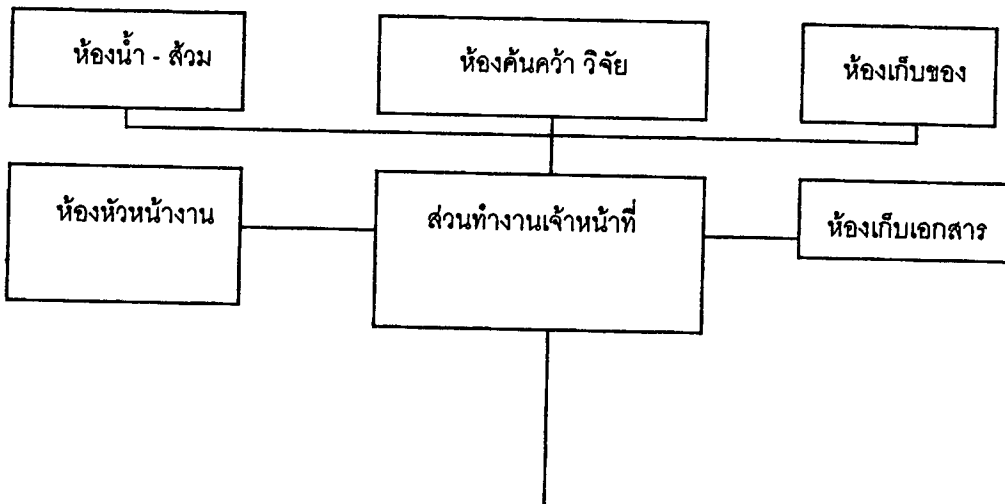 ห้องน้ำ - ส้วม
ห้องค้นคว้า วิจัย
ห้องเก็บของ
ห้องหัวหน้างาน
ส่วนทำงานเจ้าหน้าที่
ห้องเก็บเอกสาร